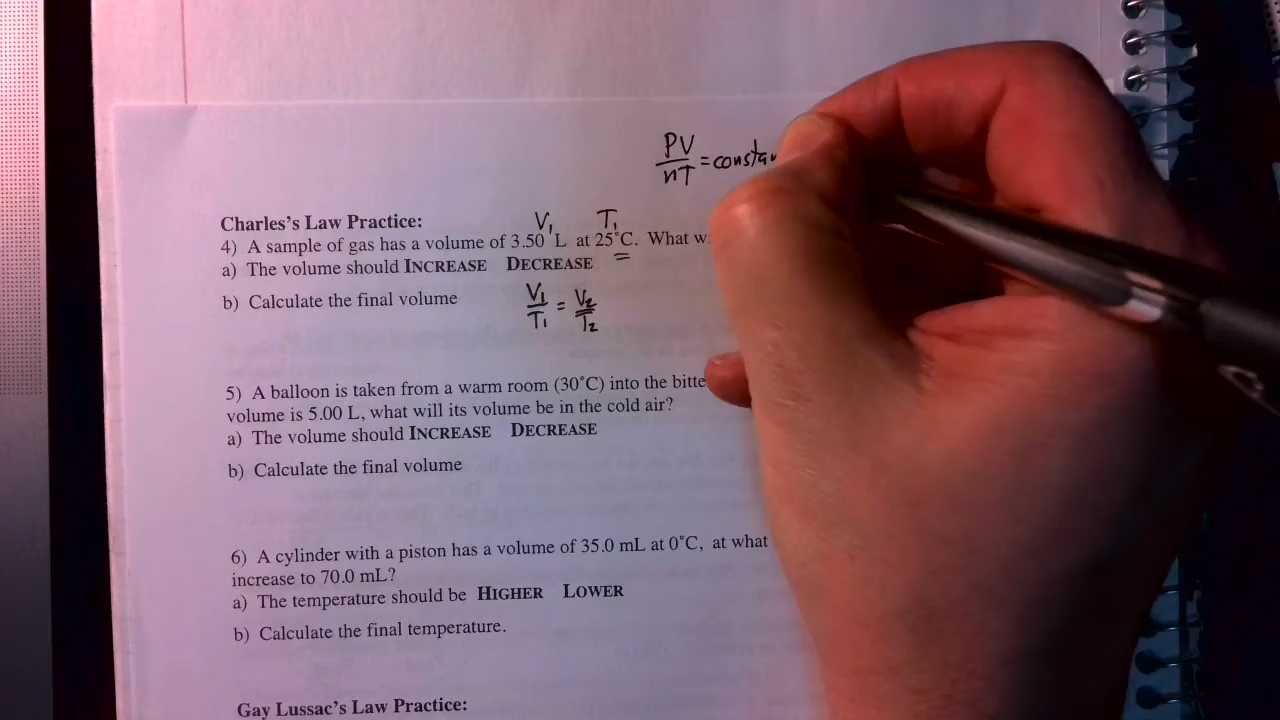 PV
nT = constan
Charles's Law Practice:
V₁ T₁
4) A sample of gas has a volume of 3.50 L at 25°C. What
a) The volume should INCREASE DECREASE
b) Calculate the final volume
V₁ = V₂
T₁ T₂
5) A balloon is taken from a warm room (30°C) into the
volume is 5.00 L, what will its volume be in the cold air?
a) The volume should INCREASE DECREASE
b) Calculate the final volume
6) A cylinder with a piston has a volume of 35.0 mL at 0°C, at what
increase to 70.0 mL?
a) The temperature should be HIGHER LOWER
b) Calculate the final temperature.
Gay Lussac's Law Practice: